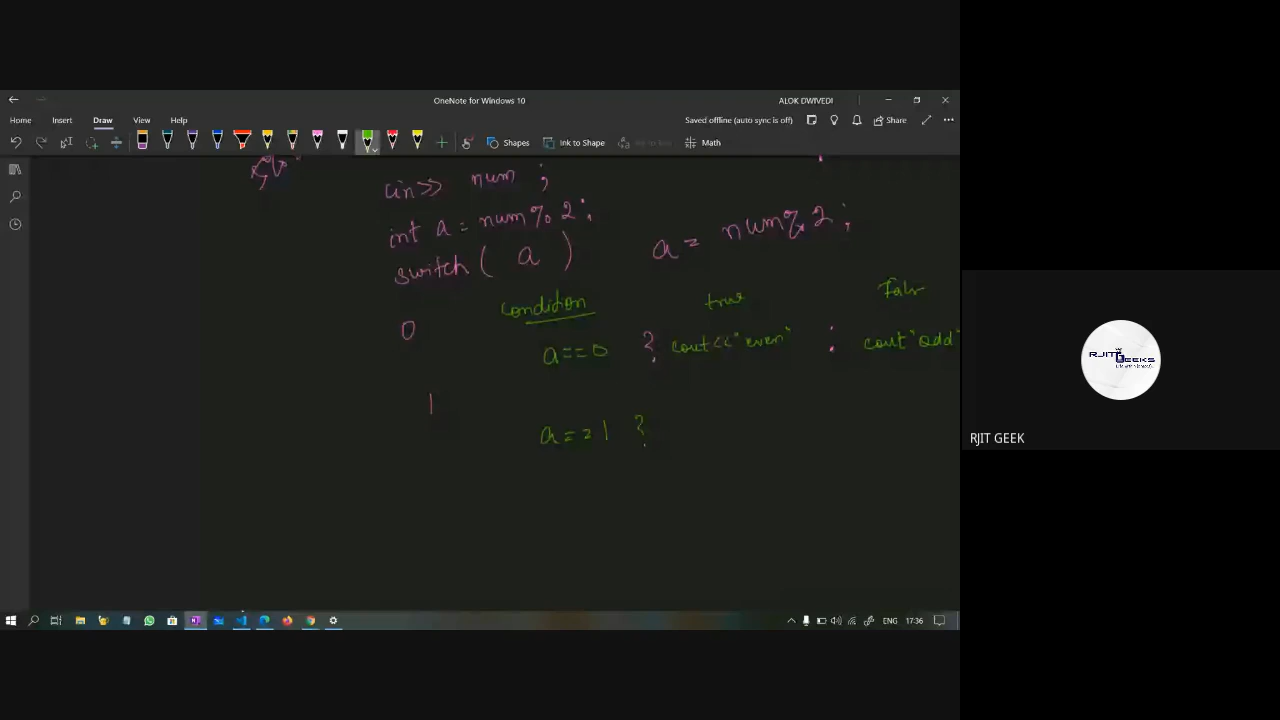 OneNote for Windows 10
ALOK DWIVEDI
Home Insert Draw View Help
Saved offline (auto sync is off)
Share
Shapes
Ink to Shape
Math
cin>> num ;
int a = num % 2 ;
a = num % 2 ;
switch ( a )
condition true
0
a==0 ? cout<<"even" : cout"odd"
1
a==1 ?
RJIT GEEKS
RJIT GEEK
ENG 17:36